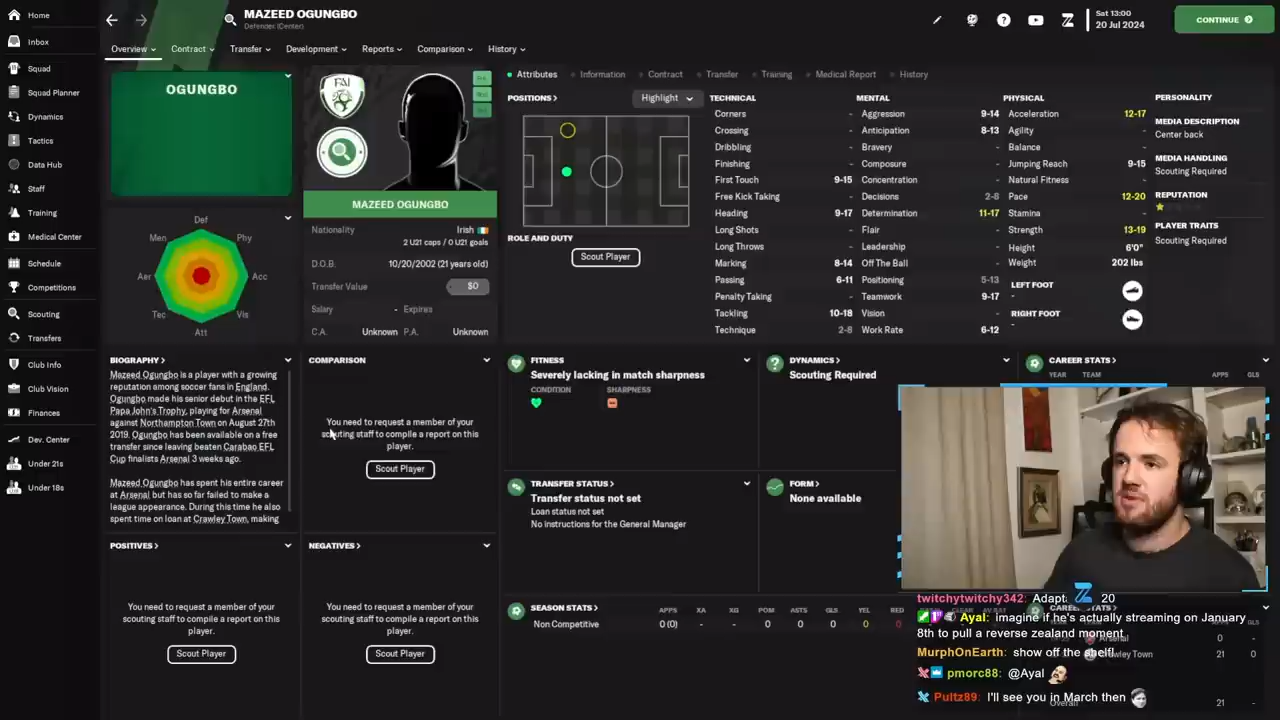 Home
Inbox
Squad
Squad Planner
Dynamics
Tactics
Data Hub
Staff
Training
Medical Center
Schedule
Competitions
Scouting
Transfers
Club Info
Club Vision
Finances
Dev. Center
Under 21s
Under 18s
MAZEED OGUNGBO
Defender (Center)
Sat 13:00
20 Jul 2024
CONTINUE
Overview
Contract
Transfer
Development
Reports
Comparison
History
OGUNGBO
Def
Phy
Acc
Vis
Att
Tec
Aer
Men
FAI
MAZEED OGUNGBO
Nationality Irish
2 U21 caps / 0 U21 goals
D.O.B: 10/20/2002 (21 years old)
Transfer Value $0
Salary - Expires
C.A. Unknown P.A. Unknown
Attributes
Information
Contract
Transfer
Training
Medical Report
History
POSITIONS
Highlight
ROLE AND DUTY
Scout Player
TECHNICAL
Corners -
Crossing -
Dribbling -
Finishing -
First Touch 9-15
Free Kick Taking -
Heading 9-17
Long Shots -
Long Throws -
Marking 8-14
Passing 6-11
Penalty Taking -
Tackling 10-18
Technique 2-8
MENTAL
Aggression 9-14
Anticipation 8-13
Bravery -
Composure -
Concentration -
Decisions 2-8
Determination 11-17
Flair -
Leadership -
Off The Ball -
Positioning 5-13
Teamwork 9-17
Vision -
Work Rate 6-12
PHYSICAL
Acceleration 12-17
Agility -
Balance -
Jumping Reach 9-15
Natural Fitness -
Pace 12-20
Stamina -
Strength 13-19
Height 6'0"
Weight 202 lbs
LEFT FOOT
-
RIGHT FOOT
-
PERSONALITY
MEDIA DESCRIPTION
Center back
MEDIA HANDLING
Scouting Required
REPUTATION
PLAYER TRAITS
Scouting Required
BIOGRAPHY
Mazeed Ogungbo is a player with a growing
reputation among soccer fans in England.
Ogungbo made his senior debut in the EFL
Papa John's Trophy, playing for Arsenal
against Northampton Town on August 27th
2019. Ogungbo has been available on a free
transfer since leaving beaten Carabao EFL
Cup finalists Arsenal 3 weeks ago.
Mazeed Ogungbo has spent his entire career
at Arsenal but has so far failed to make a
league appearance. During this time he also
spent time on loan at Crawley Town, making
COMPARISON
You need to request a member of your
scouting staff to compile a report on this
player.
Scout Player
POSITIVES
You need to request a member of your
scouting staff to compile a report on this
player.
Scout Player
NEGATIVES
You need to request a member of your
scouting staff to compile a report on this
player.
Scout Player
FITNESS
Severely lacking in match sharpness
CONDITION
SHARPNESS
DYNAMICS
Scouting Required
CAREER STATS
YEAR TEAM APPS GLS
TRANSFER STATUS
Transfer status not set
Loan status not set
No instructions for the General Manager
FORM
None available
SEASON STATS APPS XA XG POM ASTS GLS YEL RED
Non Competitive 0 (0) - - 0 0 0 0 0
CAREER STATS
Arsenal 0 -
Crawley Town 21 0
Overall 21 -
twitchytwitchy342: Adapt 20
Ayal: Imagine if he's actually streaming on January
8th to pull a reverse zealand moment
MurphOnEarth: show off the shelf!
pmorc88: @Ayal
Pultz89: I'll see you in March then